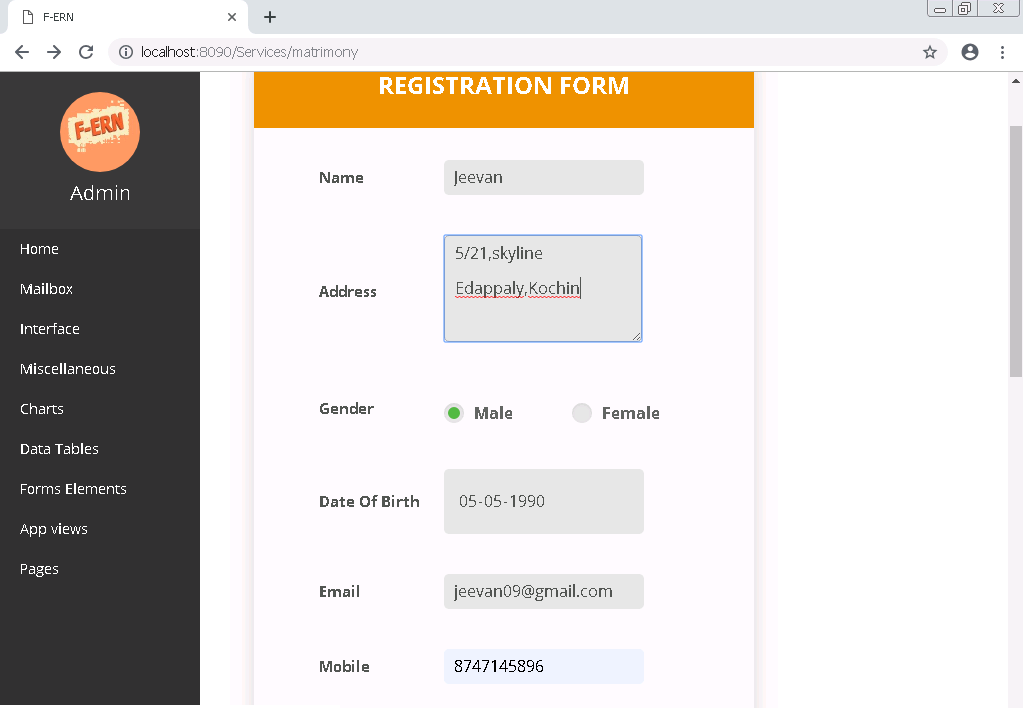 F-ERN
localhost:8090/Services/matrimony
F-ERN
Admin
Home
Mailbox
Interface
Miscellaneous
Charts
Data Tables
Forms Elements
App views
Pages
REGISTRATION FORM
Name
Jeevan
Address
5/21,skyline
Edappaly,Kochin
Gender
Male
Female
Date Of Birth
05-05-1990
Email
jeevan09@gmail.com
Mobile
8747145896